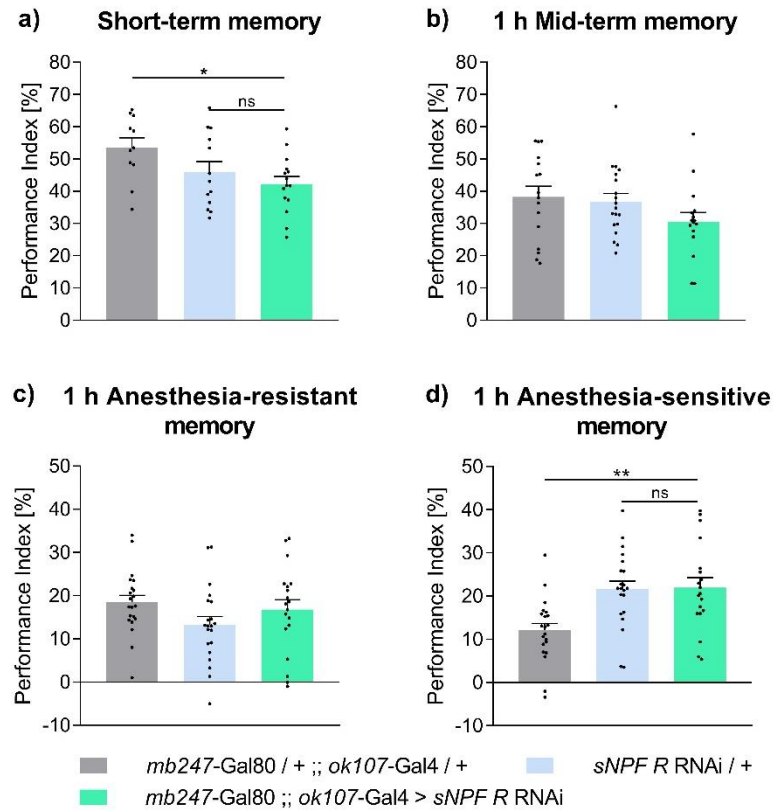 a) Short-term memory
Performance Index [%]
80
70
60
50
40
30
20
10
0
*
ns
b) 1 h Mid-term memory
Performance Index [%]
80
70
60
50
40
30
20
10
0
c) 1 h Anesthesia-resistant
memory
Performance Index [%]
50
40
30
20
10
0
-10
d) 1 h Anesthesia-sensitive
memory
Performance Index [%]
50
40
30
20
10
0
-10
**
ns
mb247-Gal80 / + ;; ok107-Gal4 / +
sNPF R RNAi / +
mb247-Gal80 ;; ok107-Gal4 > sNPF R RNAi